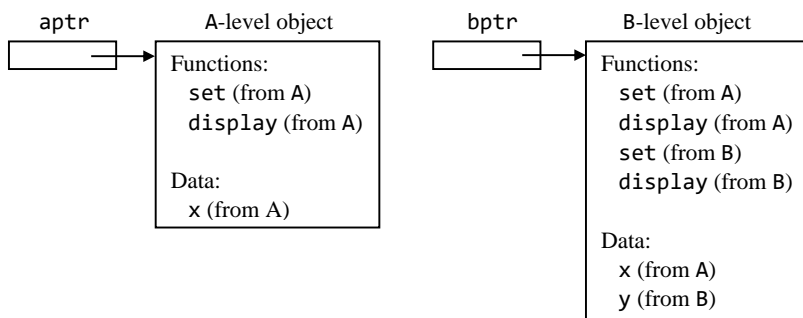 aptr
A-level object
Functions:
set (from A)
display (from A)
Data:
x (from A)
bptr
B-level object
Functions:
set (from A)
display (from A)
set (from B)
display (from B)
Data:
x (from A)
y (from B)